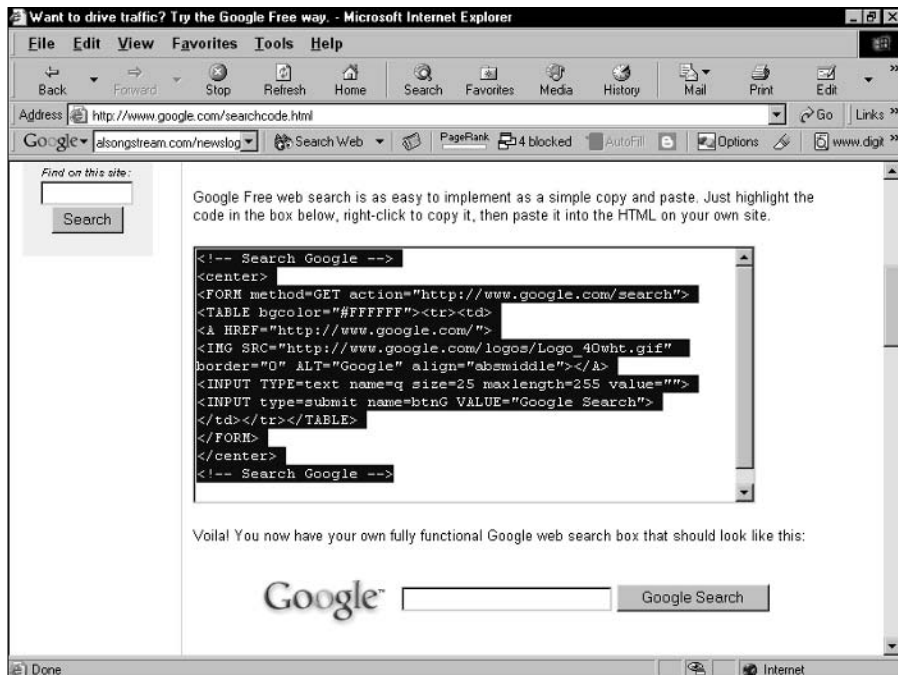 Want to drive traffic? Try the Google Free way. - Microsoft Internet Explorer
File Edit View Favorites Tools Help
Back Forward Stop Refresh Home Search Favorites Media History Mail Print Edit
Address http://www.google.com/searchcode.html Go Links
Google alsongstream.com/newslog Search Web PageRank 4 blocked AutoFill Options www.digit
Find on this site:
Search
Google Free web search is as easy to implement as a simple copy and paste. Just highlight the
code in the box below, right-click to copy it, then paste it into the HTML on your own site.
<!-- Search Google -->
<center>
<FORM method=GET action="http://www.google.com/search">
<TABLE bgcolor="#FFFFFF"><tr><td>
<A HREF="http://www.google.com/">
<IMG SRC="http://www.google.com/logos/Logo_40wht.gif"
border="0" ALT="Google" align="absmiddle"></A>
<INPUT TYPE=text name=q size=25 maxlength=255 value="">
<INPUT type=submit name=btnG VALUE="Google Search">
</td></tr></TABLE>
</FORM>
</center>
<!-- Search Google -->
Voila! You now have your own fully functional Google web search box that should look like this:
Google™ Google Search
Done Internet